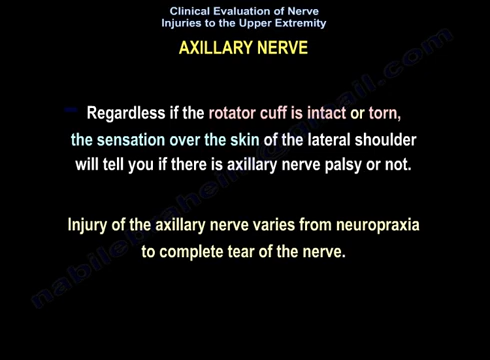 Clinical Evaluation of Nerve
Injuries to the Upper Extremity
AXILLARY NERVE
Regardless if the rotator cuff is intact or torn,
the sensation over the skin of the lateral shoulder
will tell you if there is axillary nerve palsy or not.
Injury of the axillary nerve varies from neuropraxia
to complete tear of the nerve.